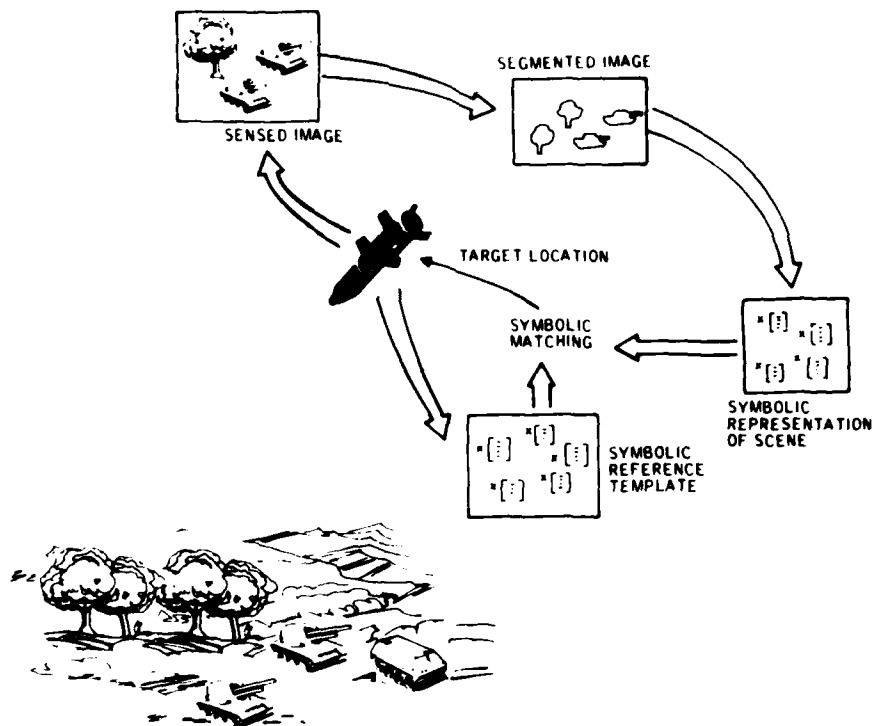 SENSED IMAGE
SEGMENTED IMAGE
TARGET LOCATION
SYMBOLIC
MATCHING
SYMBOLIC
REPRESENTATION
OF SCENE
SYMBOLIC
REFERENCE
TEMPLATE